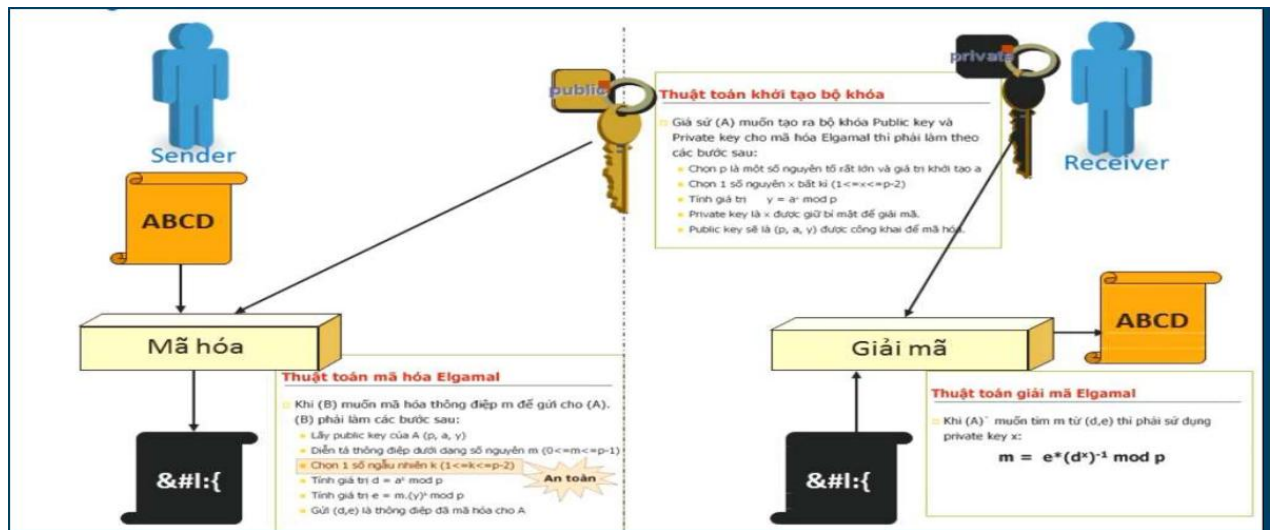 Sender
ABCD
Mã hóa
&#l:{
public
private
Receiver
Thuật toán khởi tạo bộ khóa
Giả sử (A) muốn tạo ra bộ khóa Public key và
Private key cho mã hóa Elgamal thì phải làm theo
các bước sau:
Chọn p là một số nguyên tố rất lớn và giá trị khởi tạo a
Chọn 1 số nguyên x bất kì (1<=x<=p-2)
Tính giá trị y = aˣ mod p
Private key là x được giữ bí mật để giải mã.
Public key sẽ là (p, a, y) được công khai để mã hóa.
Thuật toán mã hóa Elgamal
Khi (B) muốn mã hóa thông điệp m để gửi cho (A).
(B) phải làm các bước sau:
Lấy public key của A (p, a, y)
Diễn tả thông điệp dưới dạng số nguyên m (0<=m<=p-1)
Chọn 1 số ngẫu nhiên k (1<=k<=p-2)
An toàn
Tính giá trị d = aᵏ mod p
Tính giá trị e = m.(y)ᵏ mod p
Gửi (d,e) là thông điệp đã mã hóa cho A
Giải mã
ABCD
&#l:{
Thuật toán giải mã Elgamal
Khi (A)` muốn tìm m từ (d,e) thì phải sử dụng
private key x:
m = e*(dˣ)⁻¹ mod p